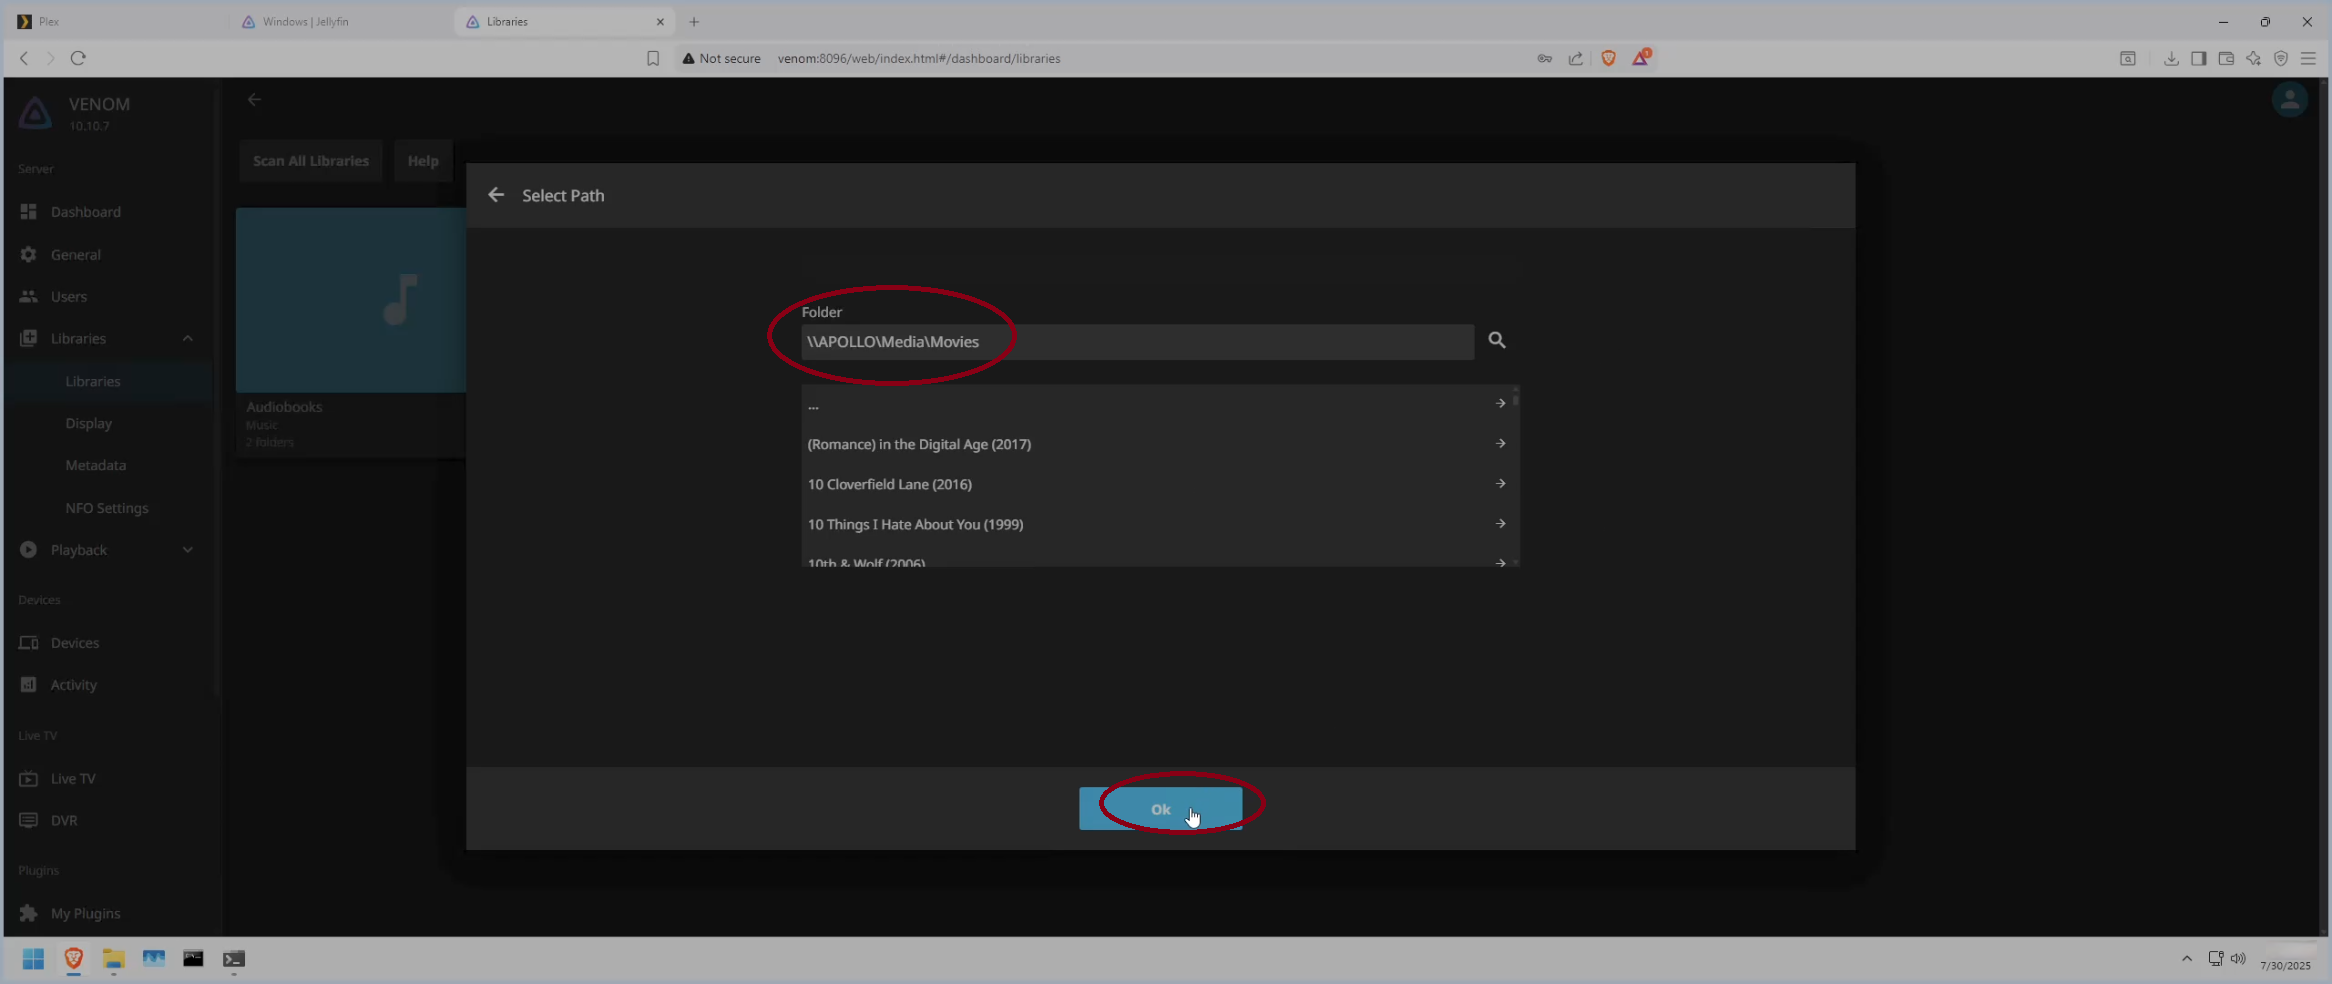 Plex
Windows | Jellyfin
Libraries
Not secure venom:8096/web/index.html#/dashboard/libraries
1
VENOM
10.10.7
Scan All Libraries
Help
Server
Dashboard
General
Users
Libraries
Libraries
Display
Metadata
NFO Settings
Playback
Devices
Devices
Activity
Live TV
Live TV
DVR
Plugins
My Plugins
Audiobooks
Music
2 folders
Select Path
Folder
\\APOLLO\Media\Movies
...
(Romance) in the Digital Age (2017)
10 Cloverfield Lane (2016)
10 Things I Hate About You (1999)
10th & Wolf (2006)
Ok
7/30/2025